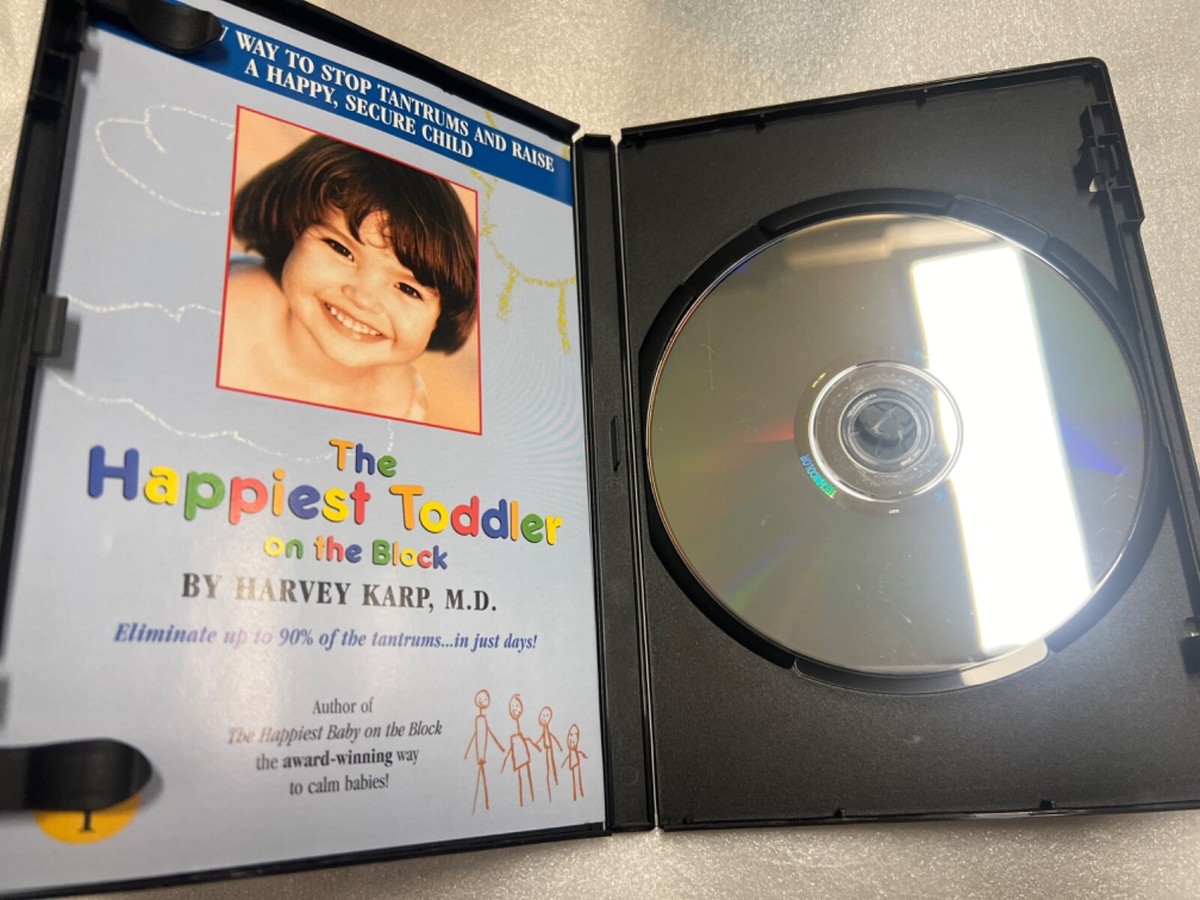 WAY TO STOP TANTRUMS AND RAISE
A HAPPY, SECURE CHILD
The
Happiest Toddler
on the Block
BY HARVEY KARP, M.D.
Eliminate up to 90% of the tantrums...in just days!
Author of
The Happiest Baby on the Block
the award-winning way
to calm babies!
TECHNICOLOR